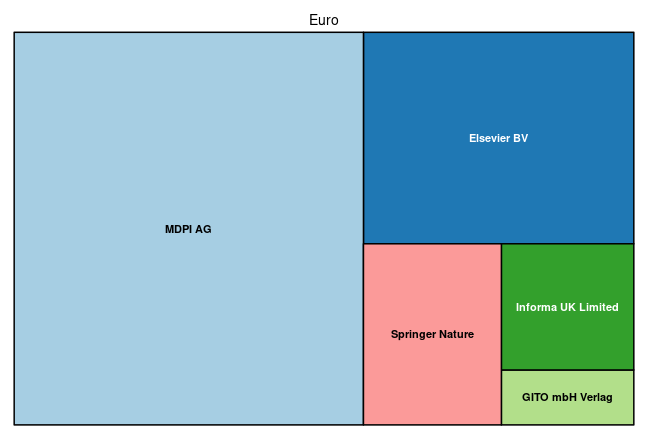 Euro
MDPI AG
Elsevier BV
Springer Nature
Informa UK Limited
GITO mbH Verlag